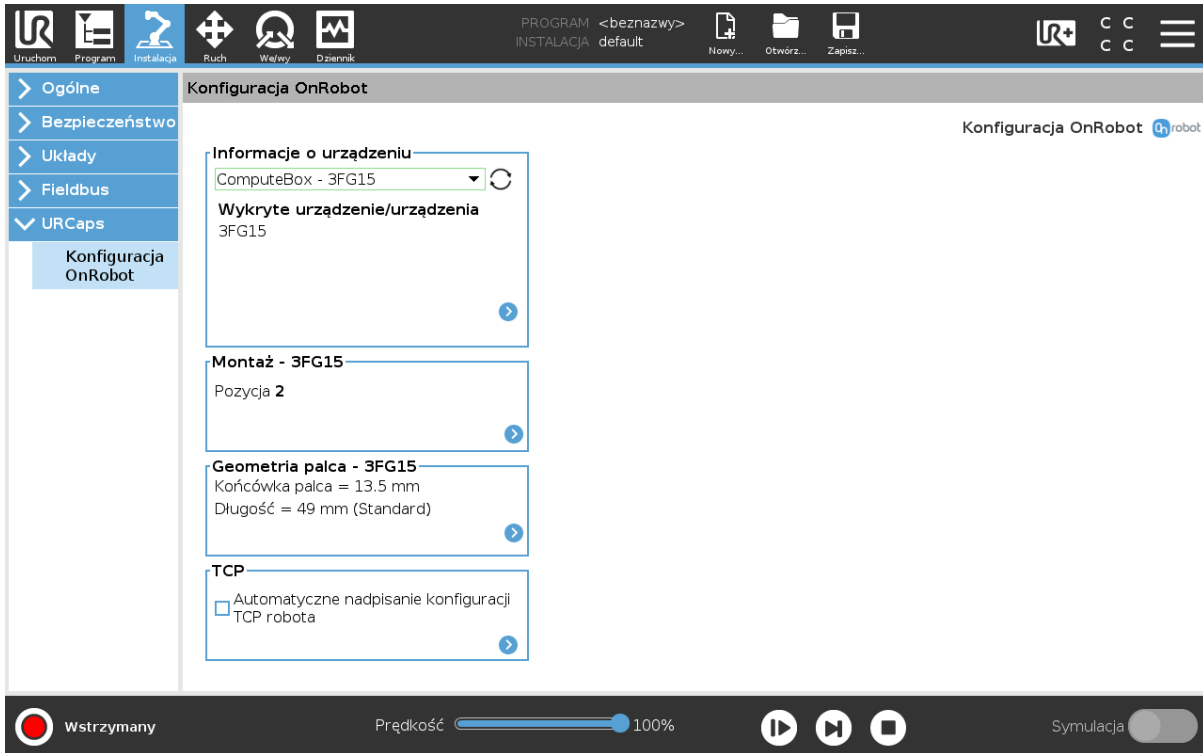 PROGRAM <beznazwy>
INSTALACJA default
Uruchom Program Instalacja Ruch We/wy Dziennik Nowy... Otwórz... Zapisz...
UR+
C C
C C
Ogólne
Bezpieczeństwo
Układy
Fieldbus
URCaps
Konfiguracja
OnRobot
Konfiguracja OnRobot
Konfiguracja OnRobot OnRobot
Informacje o urządzeniu
ComputeBox - 3FG15
Wykryte urządzenie/urządzenia
3FG15
Montaż - 3FG15
Pozycja 2
Geometria palca - 3FG15
Końcówka palca = 13.5 mm
Długość = 49 mm (Standard)
TCP
Automatyczne nadpisanie konfiguracji
TCP robota
Wstrzymany
Prędkość 100%
Symulacja